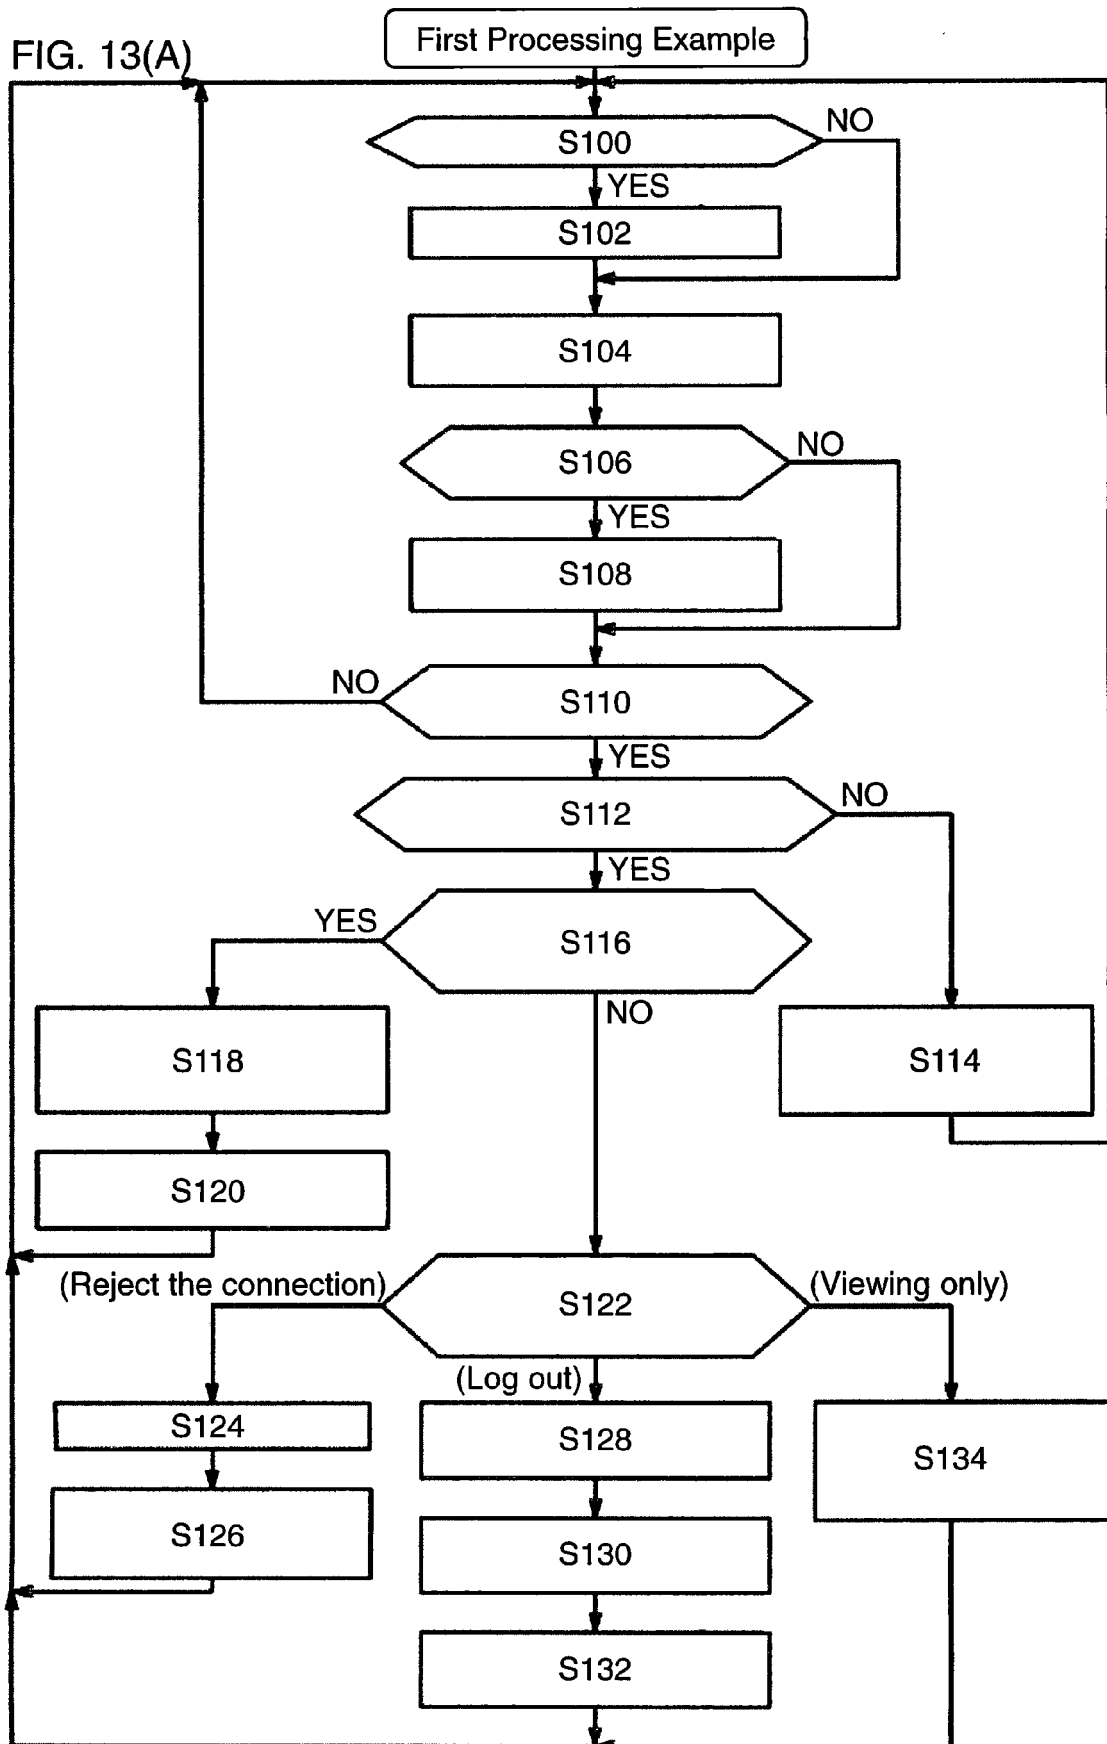 First Processing Example
FIG. 13(A)
S100
NO
YES
S102
S104
S106
NO
YES
S108
NO
S110
YES
S112
NO
YES
YES
S116
NO
S118
S114
S120
(Reject the connection)
S122
(Viewing only)
(Log out)
S124
S128
S134
S126
S130
S132